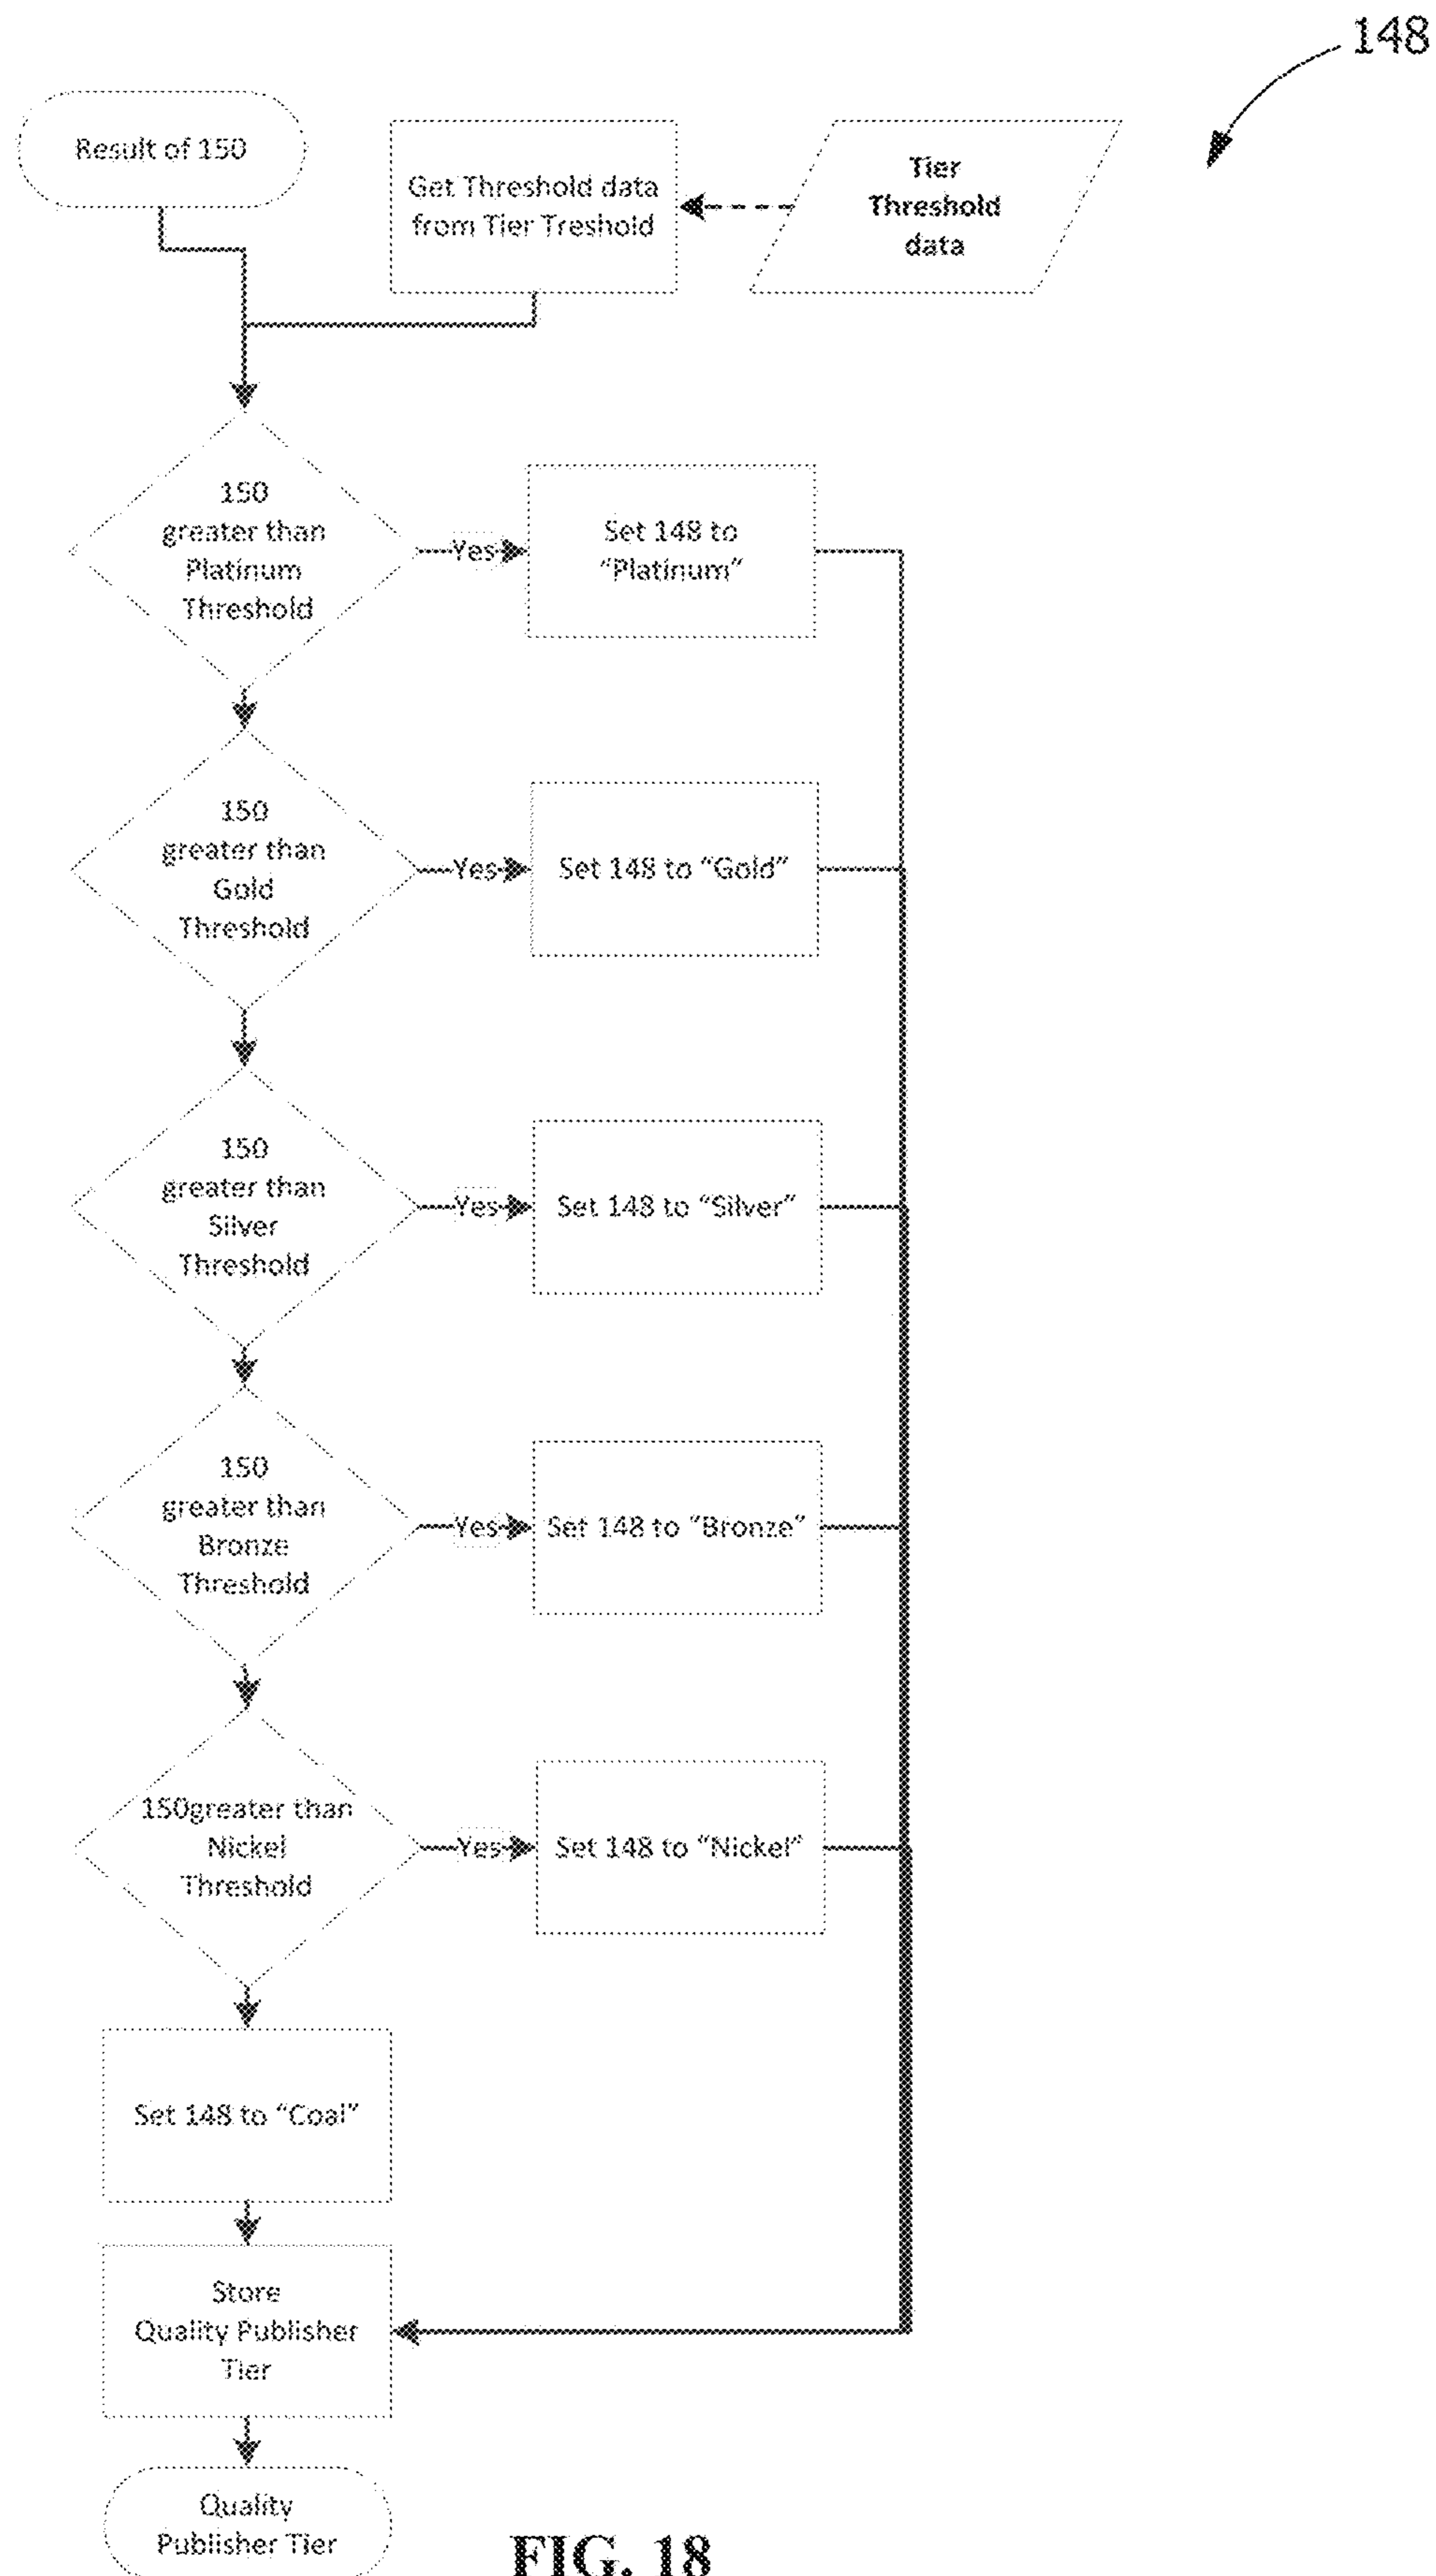 148
Result of 150
Get Threshold data
from Tier Treshold
Tier
Threshold
data
150
greater than
Platinum
Threshold
Yes
Set 148 to
“Platinum”
150
greater than
Gold
Threshold
Yes
Set 148 to “Gold”
150
greater than
Silver
Threshold
Yes
Set 148 to “Silver”
150
greater than
Bronze
Threshold
Yes
Set 148 to “Bronze”
150greater than
Nickel
Threshold
Yes
Set 148 to “Nickel”
Set 148 to “Coal”
Store
Quality Publisher
Tier
Quality
Publisher Tier
FIG. 18